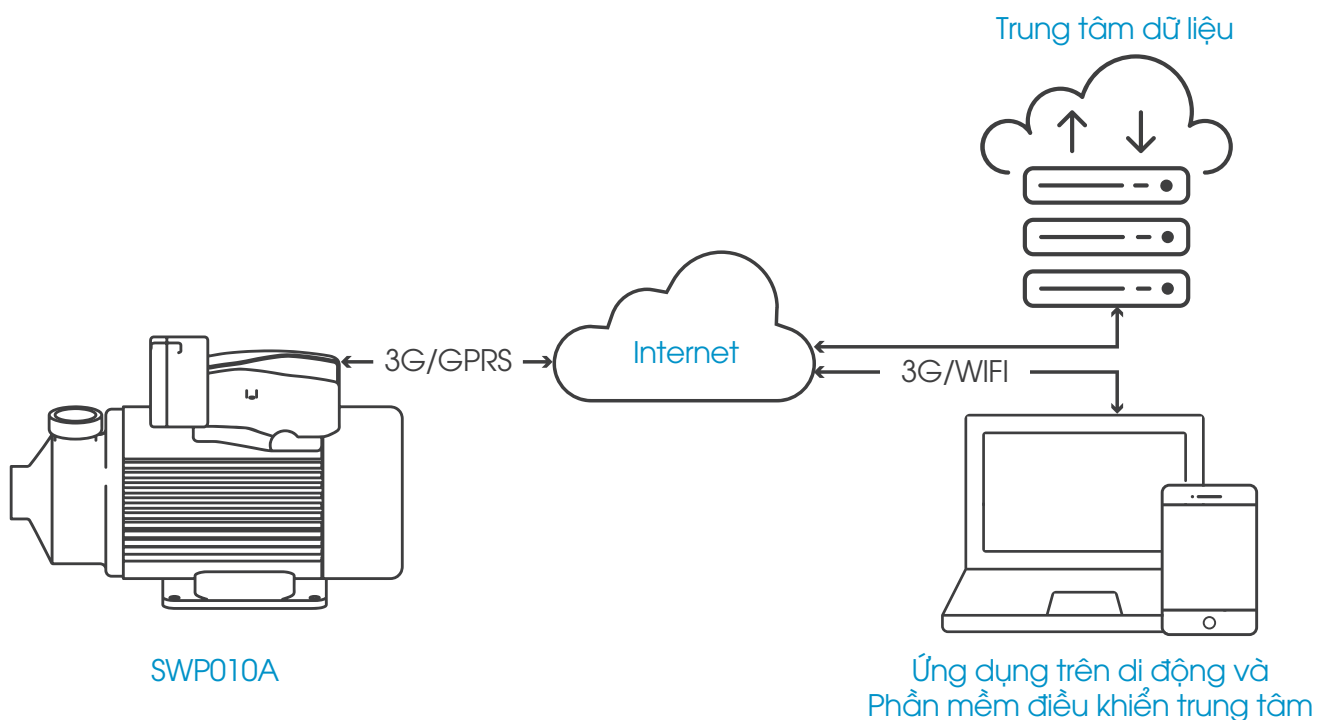 Trung tâm dữ liệu
3G/GPRS
Internet
3G/WIFI
SWP010A
Ứng dụng trên di động và
Phần mềm điều khiển trung tâm